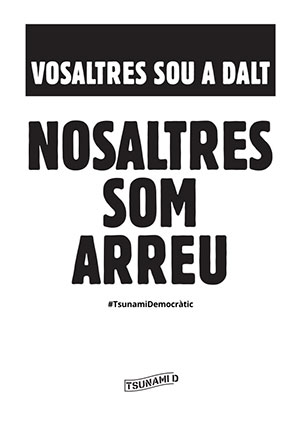 VOSALTRES SOU A DALT
NOSALTRES
SOM
ARREU
#TsunamiDemocràtic
TSUNAMI D